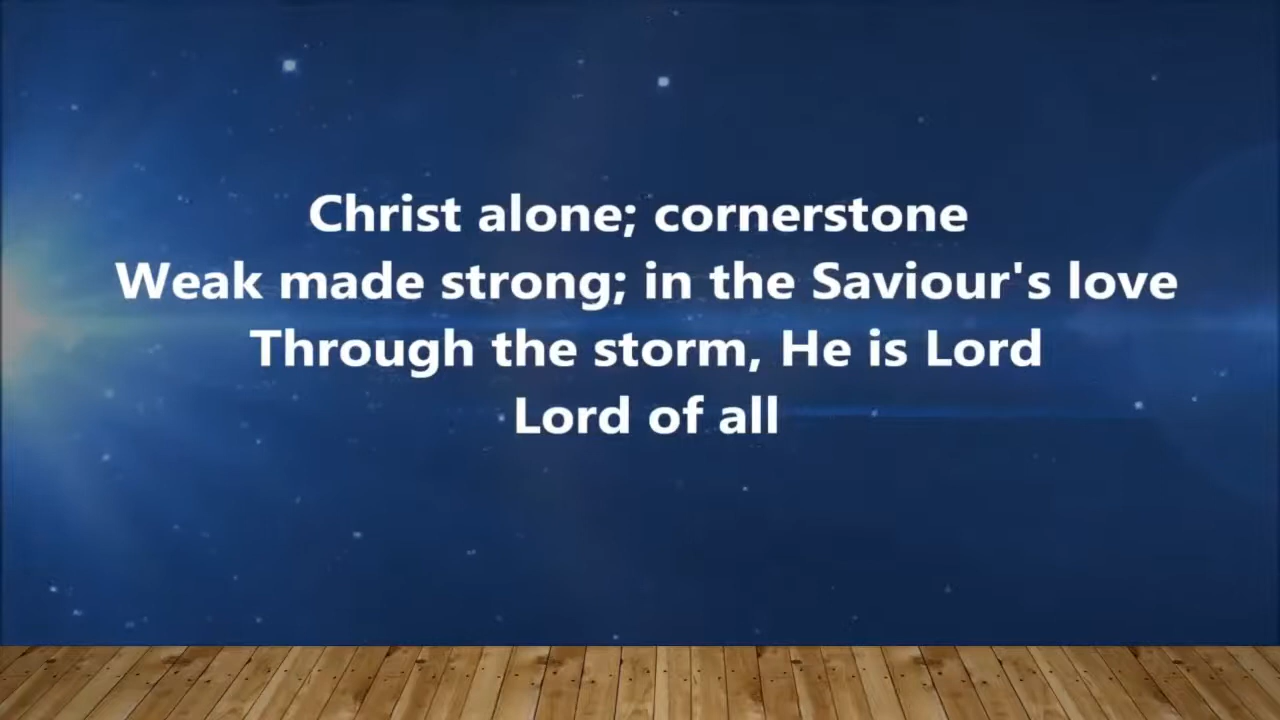 Christ alone; cornerstone
Weak made strong; in the Saviour's love
Through the storm, He is Lord
Lord of all